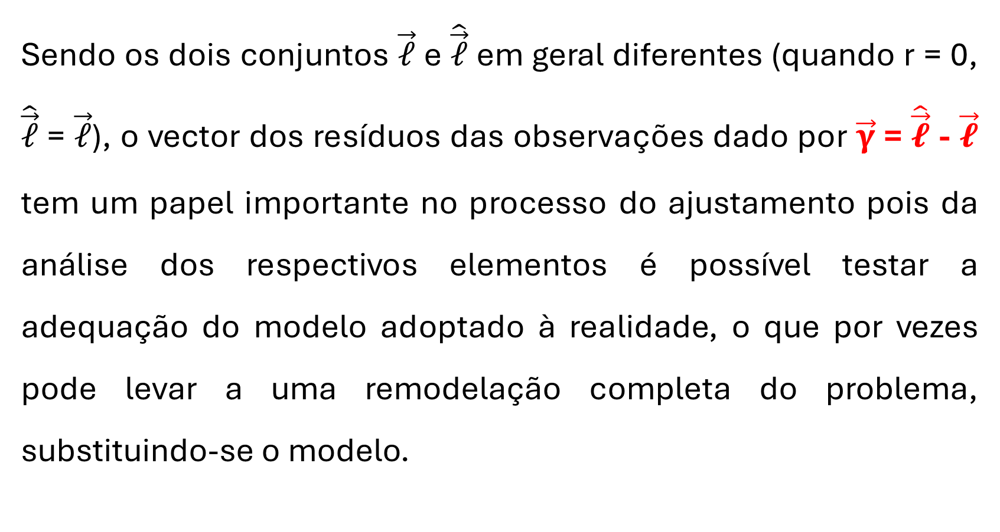 Sendo os dois conjuntos $\vec{\ell}$ e $\hat{\vec{\ell}}$ em geral diferentes (quando r = 0,
$\hat{\vec{\ell}}$ = $\vec{\ell}$), o vector dos resíduos das observações dado por $\vec{γ}$ = $\hat{\vec{\ell}}$ - $\vec{\ell}$
tem um papel importante no processo do ajustamento pois da
análise dos respectivos elementos é possível testar a
adequação do modelo adoptado à realidade, o que por vezes
pode levar a uma remodelação completa do problema,
substituindo-se o modelo.